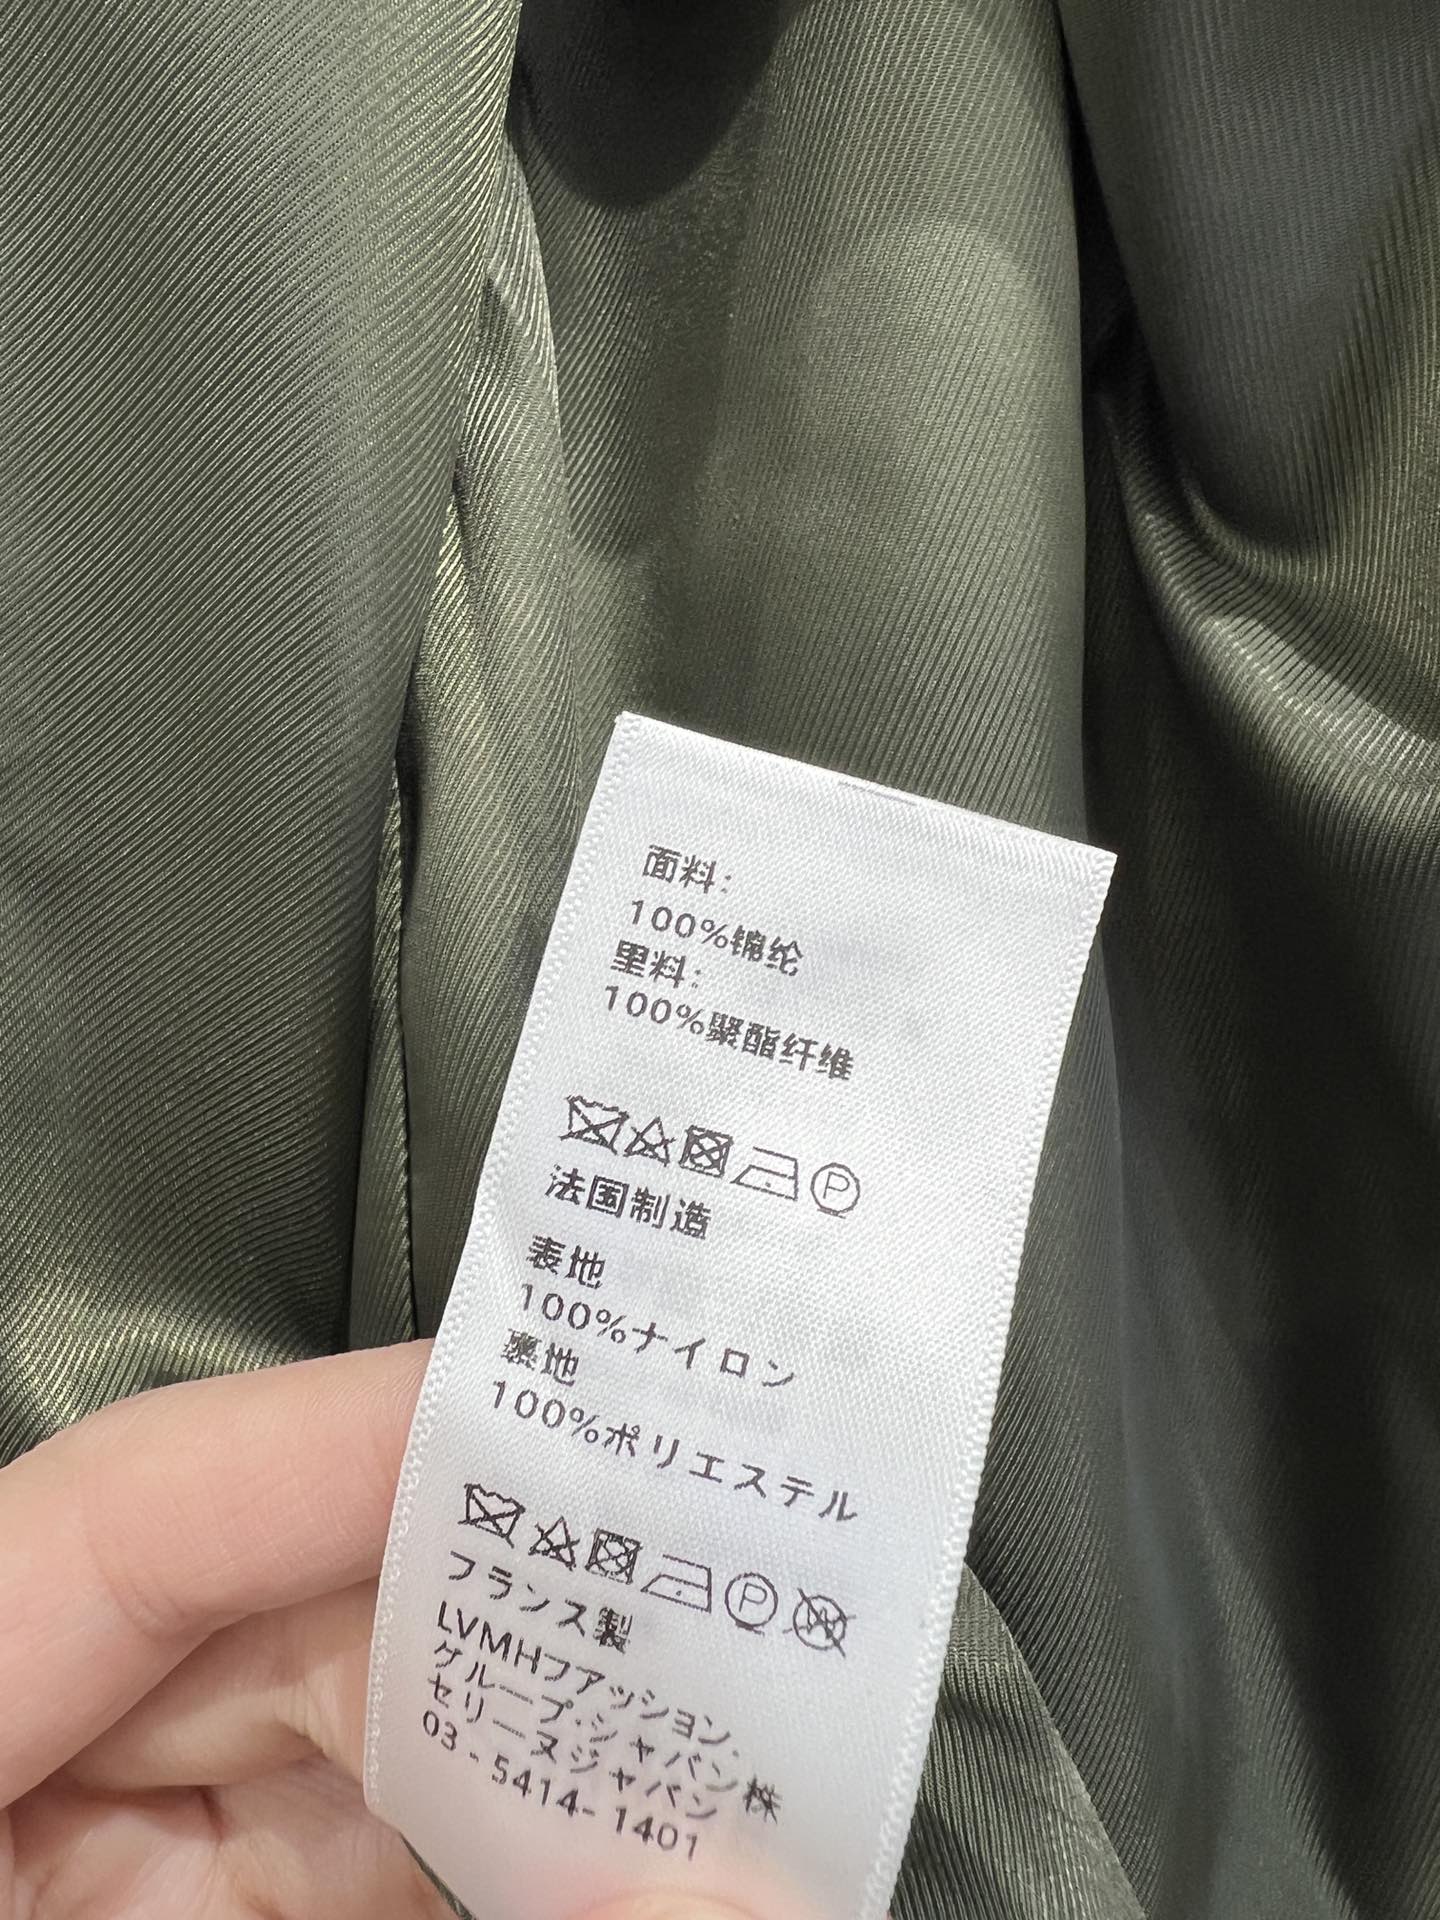 面料:
100%锦纶
里料:
100%聚酯纤维
P
法国制造
表地
100%ナイロン
裏地
100%ポリエステル
P W
フランス製
LVMHファッション.
ケループ.ジャパン株
セリーヌジャパン
03-5414-1401